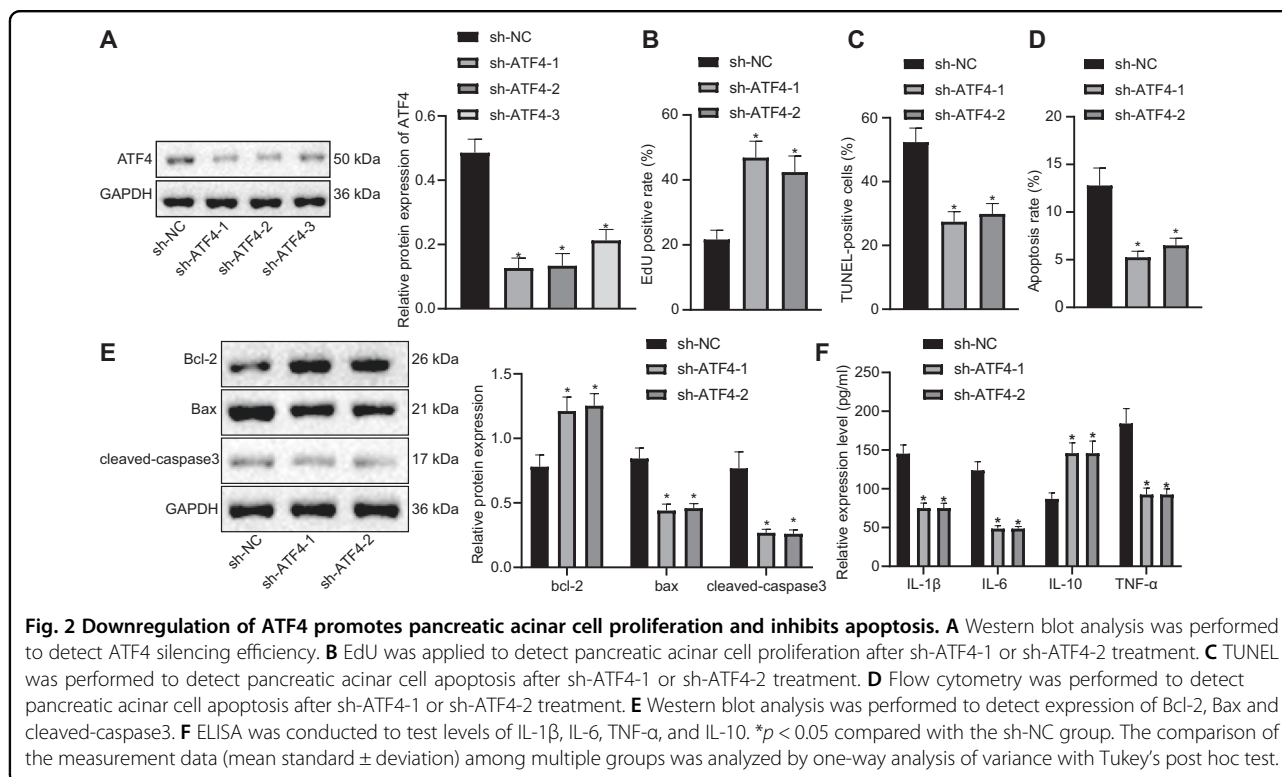 A
ATF4
GAPDH
50 kDa
36 kDa
sh-NC
sh-ATF4-1
sh-ATF4-2
sh-ATF4-3
sh-NC
sh-ATF4-1
sh-ATF4-2
sh-ATF4-3
Relative protein expression of ATF4
0.6
0.4
0.2
0.0
*
*
*
B
sh-NC
sh-ATF4-1
sh-ATF4-2
EdU positive rate (%)
60
40
20
0
*
*
C
sh-NC
sh-ATF4-1
sh-ATF4-2
TUNEL-positive cells (%)
60
40
20
0
*
*
D
sh-NC
sh-ATF4-1
sh-ATF4-2
Apoptosis rate (%)
20
15
10
5
0
*
*
E
Bcl-2
26 kDa
Bax
21 kDa
cleaved-caspase3
17 kDa
GAPDH
36 kDa
sh-NC
sh-ATF4-1
sh-ATF4-2
sh-NC
sh-ATF4-1
sh-ATF4-2
Relative protein expression
1.5
1.0
0.5
0.0
* *
* *
* *
bcl-2 bax cleaved-caspase3
F
sh-NC
sh-ATF4-1
sh-ATF4-2
Relative expression level (pg/ml)
250
200
150
100
50
0
* *
* *
* *
* *
IL-1β IL-6 IL-10 TNF-α
Fig. 2 Downregulation of ATF4 promotes pancreatic acinar cell proliferation and inhibits apoptosis. A Western blot analysis was performed
to detect ATF4 silencing efficiency. B EdU was applied to detect pancreatic acinar cell proliferation after sh-ATF4-1 or sh-ATF4-2 treatment. C TUNEL
was performed to detect pancreatic acinar cell apoptosis after sh-ATF4-1 or sh-ATF4-2 treatment. D Flow cytometry was performed to detect
pancreatic acinar cell apoptosis after sh-ATF4-1 or sh-ATF4-2 treatment. E Western blot analysis was performed to detect expression of Bcl-2, Bax and
cleaved-caspase3. F ELISA was conducted to test levels of IL-1β, IL-6, TNF-α, and IL-10. *p < 0.05 compared with the sh-NC group. The comparison of
the measurement data (mean standard ± deviation) among multiple groups was analyzed by one-way analysis of variance with Tukey's post hoc test.